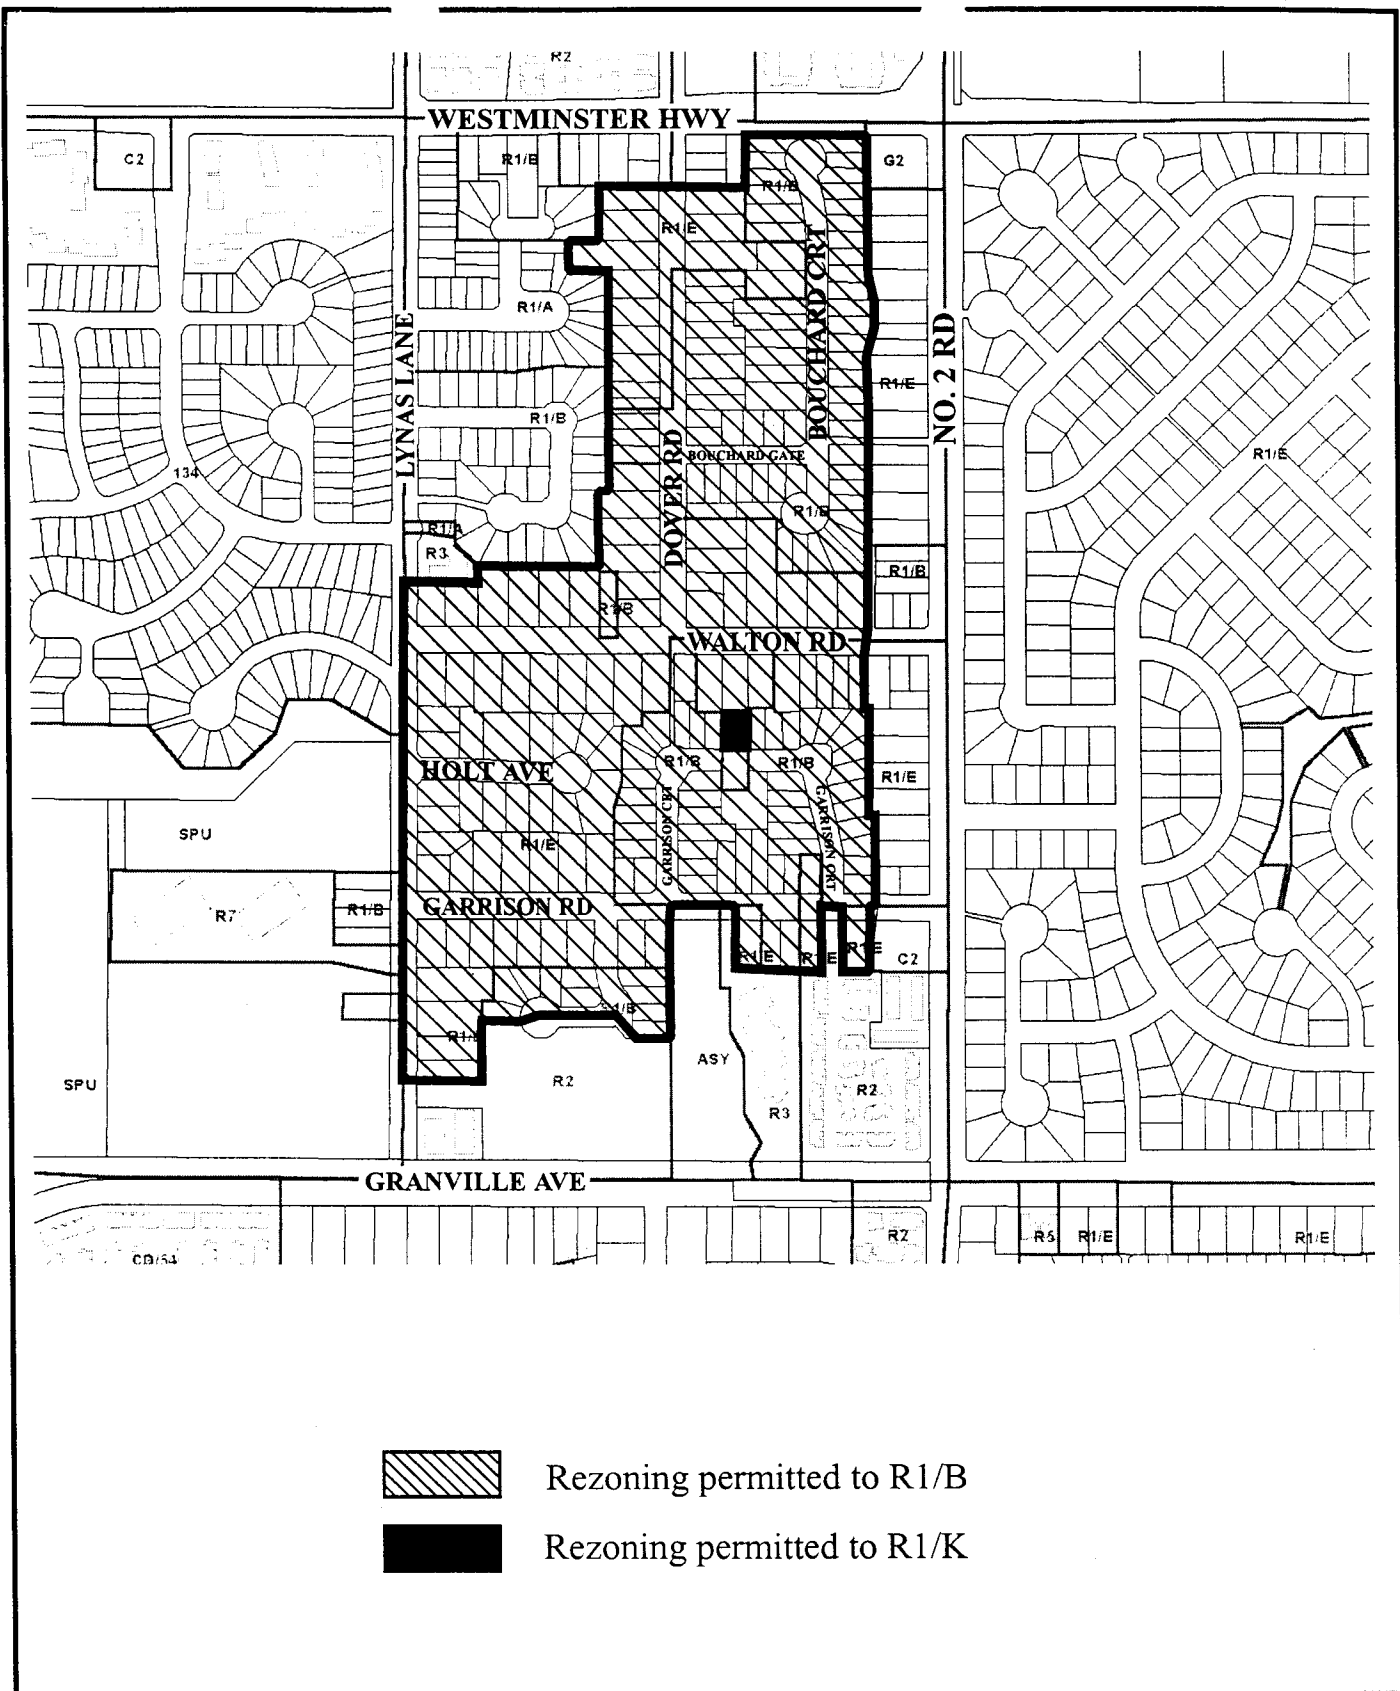 R2
WESTMINSTER HWY
C2
R1/B
G2
R1/B
R1/E
BOUCHARD CRT
R1/A
LYNAS LANE
NO. 2 RD
R1/E
R1/B
DOVER RD
BOUCHARD GATE
R1/E
134
R1/B
R1/A
R3
R1/B
R1/B
WALTON RD
R1/B
R1/B
HOLT AVE
R1/E
GARRISON CRT
GARRISON CRT
SPU
R1/E
R7
R1/B
GARRISON RD
R1/E
R1/E
R1/E
C2
ASY
SPU
R2
R2
R3
GRANVILLE AVE
R2
R1/E
R1/E
CD/54
Rezoning permitted to R1/B
Rezoning permitted to R1/K